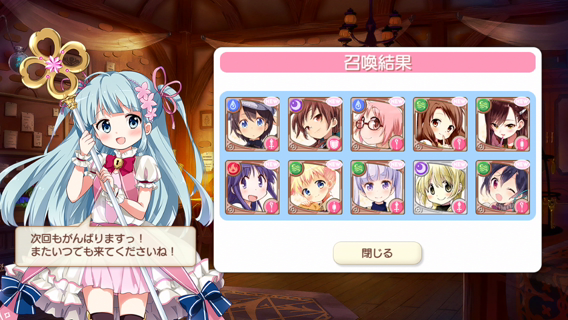 召喚結果
次回もがんばりますっ！
またいつでも来てくださいね！
閉じる